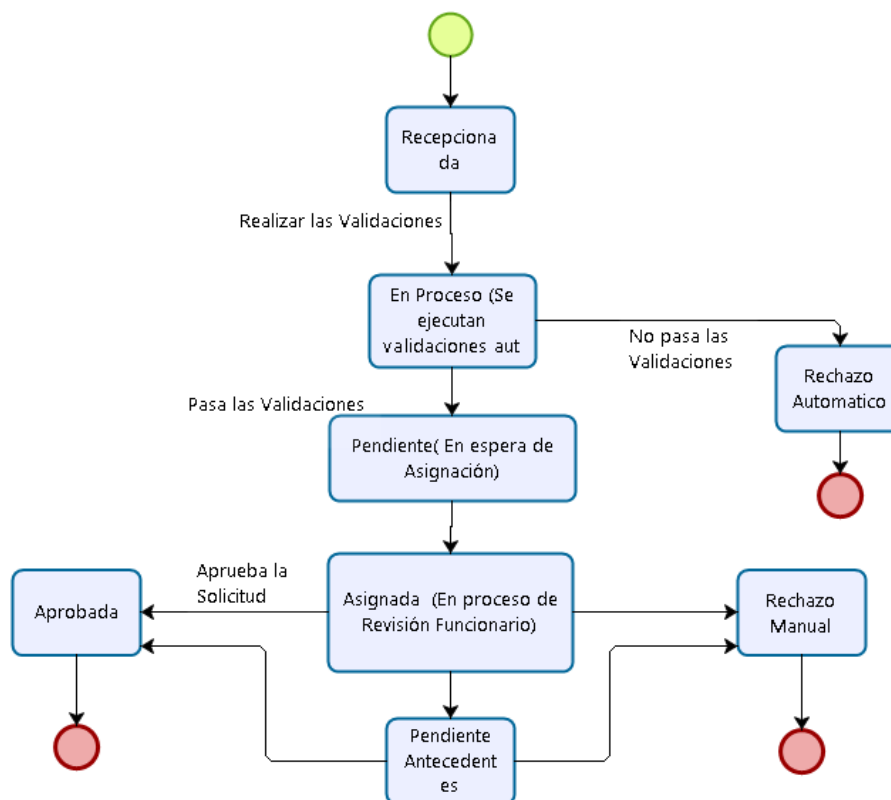 Recepciona
da
Realizar las Validaciones
En Proceso (Se
ejecutan
validaciones aut
No pasa las
Validaciones
Rechazo
Automatico
Pasa las Validaciones
Pendiente( En espera de
Asignación)
Aprueba la
Solicitud
Aprobada
Asignada (En proceso de
Revisión Funcionario)
Rechazo
Manual
Pendiente
Anteceden
es